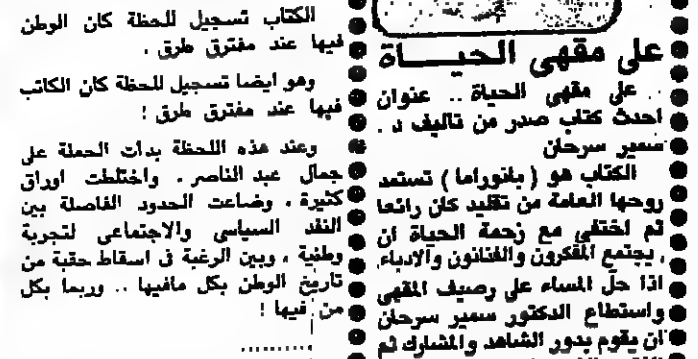 على مقهى الحيـــاة
على مقهى الحياة .. عنوان
احدث كتاب صدر من تاليف د .
سمير سرحان
الكتاب هو ( بانوراما ) تستمد
روحها العامة من تقليد كان رائعا
ثم اختفي مع زحمة الحياة ان
يجتمع المفكرون والفنانون والادباء
اذا حلّ المساء على رصيف المقهى
واستطاع الدكتور سمير سرحان
ان يقوم بدور الشاهد والمشارك ثم
الكتاب تسجيل للحظة كان الوطن
فيها عند مفترق طرق .
وهو ايضا تسجيل للحظة كان الكاتب
فيها عند مفترق طرق !
وعند هذه اللحظة بدأت الحملة على
جمال عبد الناصر . واختلطت اوراق
كثيرة . وضاعت الحدود الفاصلة بين
النقد السياسى والاجتماعى لتجربة
وطنية ، وبين الرغبة فى اسقاط حقبة من
تاريخ الوطن بكل مافيها .. وربما بكل
من فيها !
..........